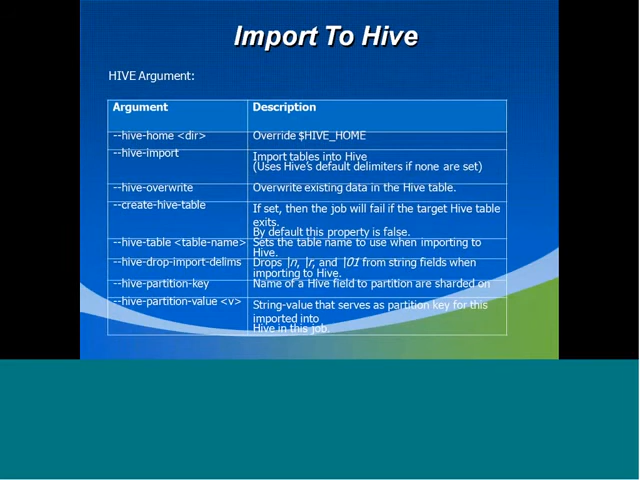 Import To Hive
HIVE Argument:
Argument Description
--hive-home <dir> Override $HIVE_HOME
--hive-import Import tables into Hive
(Uses Hive's default delimiters if none are set)
--hive-overwrite Overwrite existing data in the Hive table.
--create-hive-table If set, then the job will fail if the target Hive table
exits.
By default this property is false.
--hive-table <table-name> Sets the table name to use when importing to
Hive.
--hive-drop-import-delims Drops |n, |r, and |01 from string fields when
importing to Hive.
--hive-partition-key Name of a Hive field to partition are sharded on
--hive-partition-value <v> String-value that serves as partition key for this
imported into
Hive in this job.